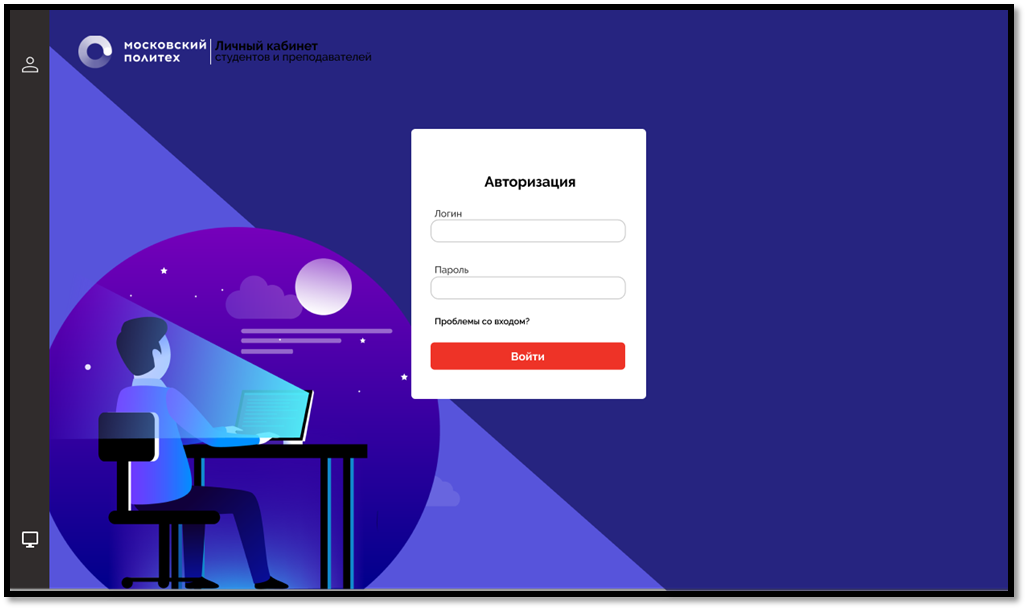 московский
политех
Личный кабинет
студентов и преподавателей
Авторизация
Логин
Пароль
Проблемы со входом?
Войти